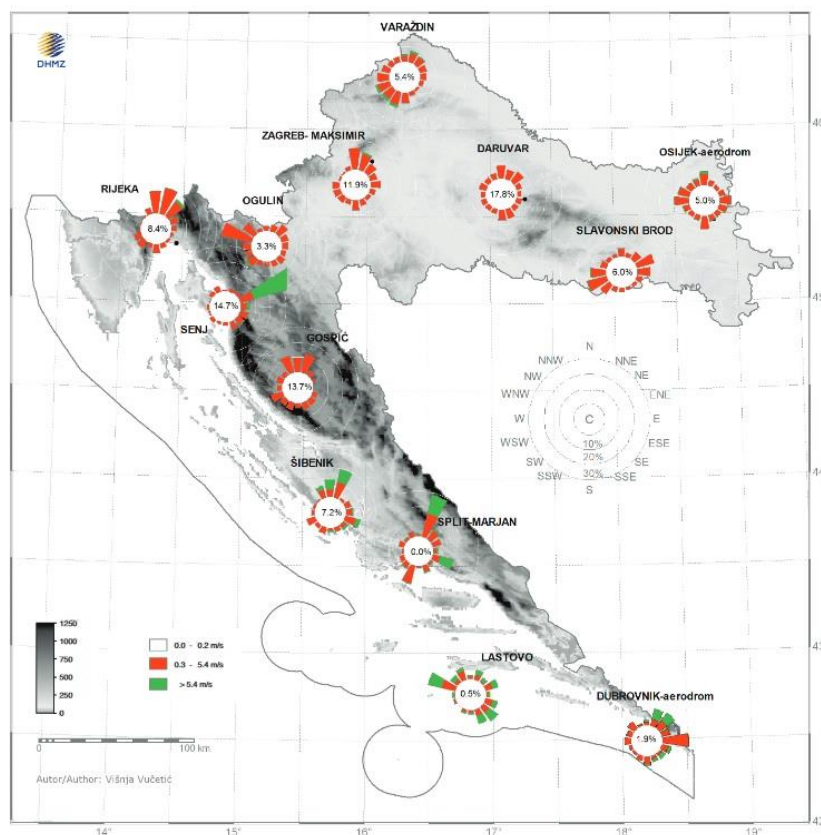 VARAŽDIN
DHMZ
5.4%
ZAGREB- MAKSIMIR
DARUVAR
OSIJEK-aerodrom
RIJEKA
OGULIN
11.9%
17.8%
5.0%
8.4%
3.3%
SLAVONSKI BROD
6.0%
14.7%
SENJ
GOSPIĆ
13.7%
N
NNW NNE
NW NE
WNW ENE
W C E
WSW ESE
10%
SW 20% SE
SSW 30% SSE
S
ŠIBENIK
7.2%
SPLIT-MARJAN
0.0%
1250
1000
750
500
250
0
0.0 - 0.2 m/s
0.3 - 5.4 m/s
> 5.4 m/s
LASTOVO
0.5%
DUBROVNIK-aerodrom
0 100 km
Autor/Author: Višnja Vučetić
14° 15° 16° 17° 18° 19°